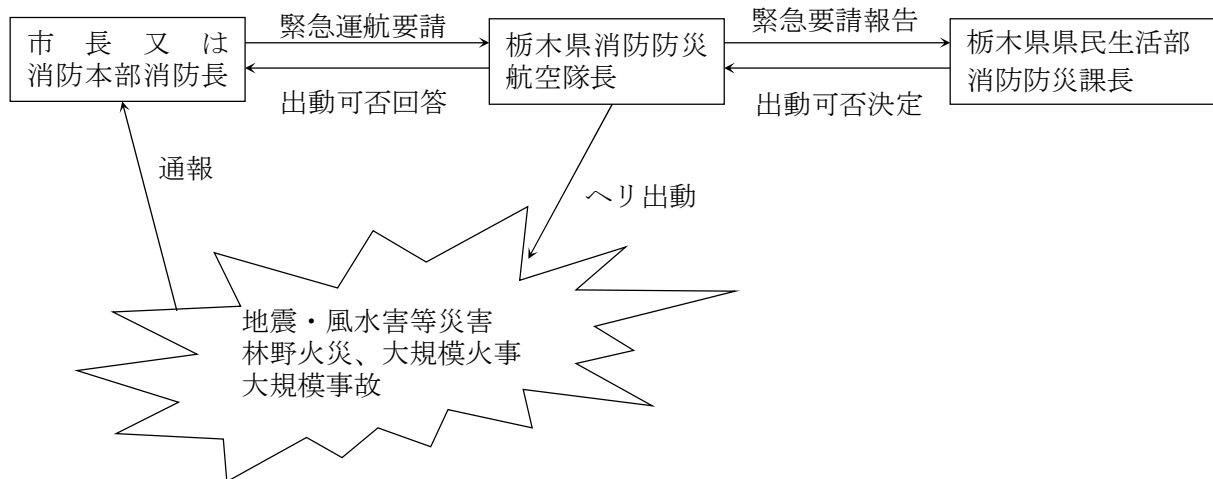 緊急運航要請
緊急要請報告
市長又は
消防本部消防長
栃木県消防防災
航空隊長
栃木県県民生活部
消防防災課長
出動可否回答
出動可否決定
通報
ヘリ出動
地震・風水害等災害
林野火災、大規模火事
大規模事故